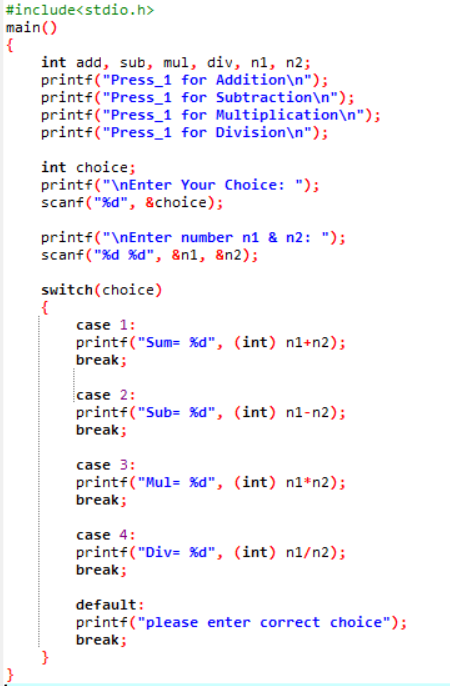 #include<stdio.h>
main()
{
int add, sub, mul, div, n1, n2;
printf("Press_1 for Addition\n");
printf("Press_1 for Subtraction\n");
printf("Press_1 for Multiplication\n");
printf("Press_1 for Division\n");
int choice;
printf("\nEnter Your Choice: ");
scanf("%d", &choice);
printf("\nEnter number n1 & n2: ");
scanf("%d %d", &n1, &n2);
switch(choice)
{
case 1:
printf("Sum= %d", (int) n1+n2);
break;
case 2:
printf("Sub= %d", (int) n1-n2);
break;
case 3:
printf("Mul= %d", (int) n1*n2);
break;
case 4:
printf("Div= %d", (int) n1/n2);
break;
default:
printf("please enter correct choice");
break;
}
}